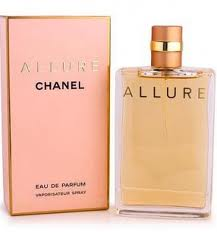 ALLURE
CHANEL
EAU DE PARFUM
VAPORISATEUR SPRAY
ALLURE